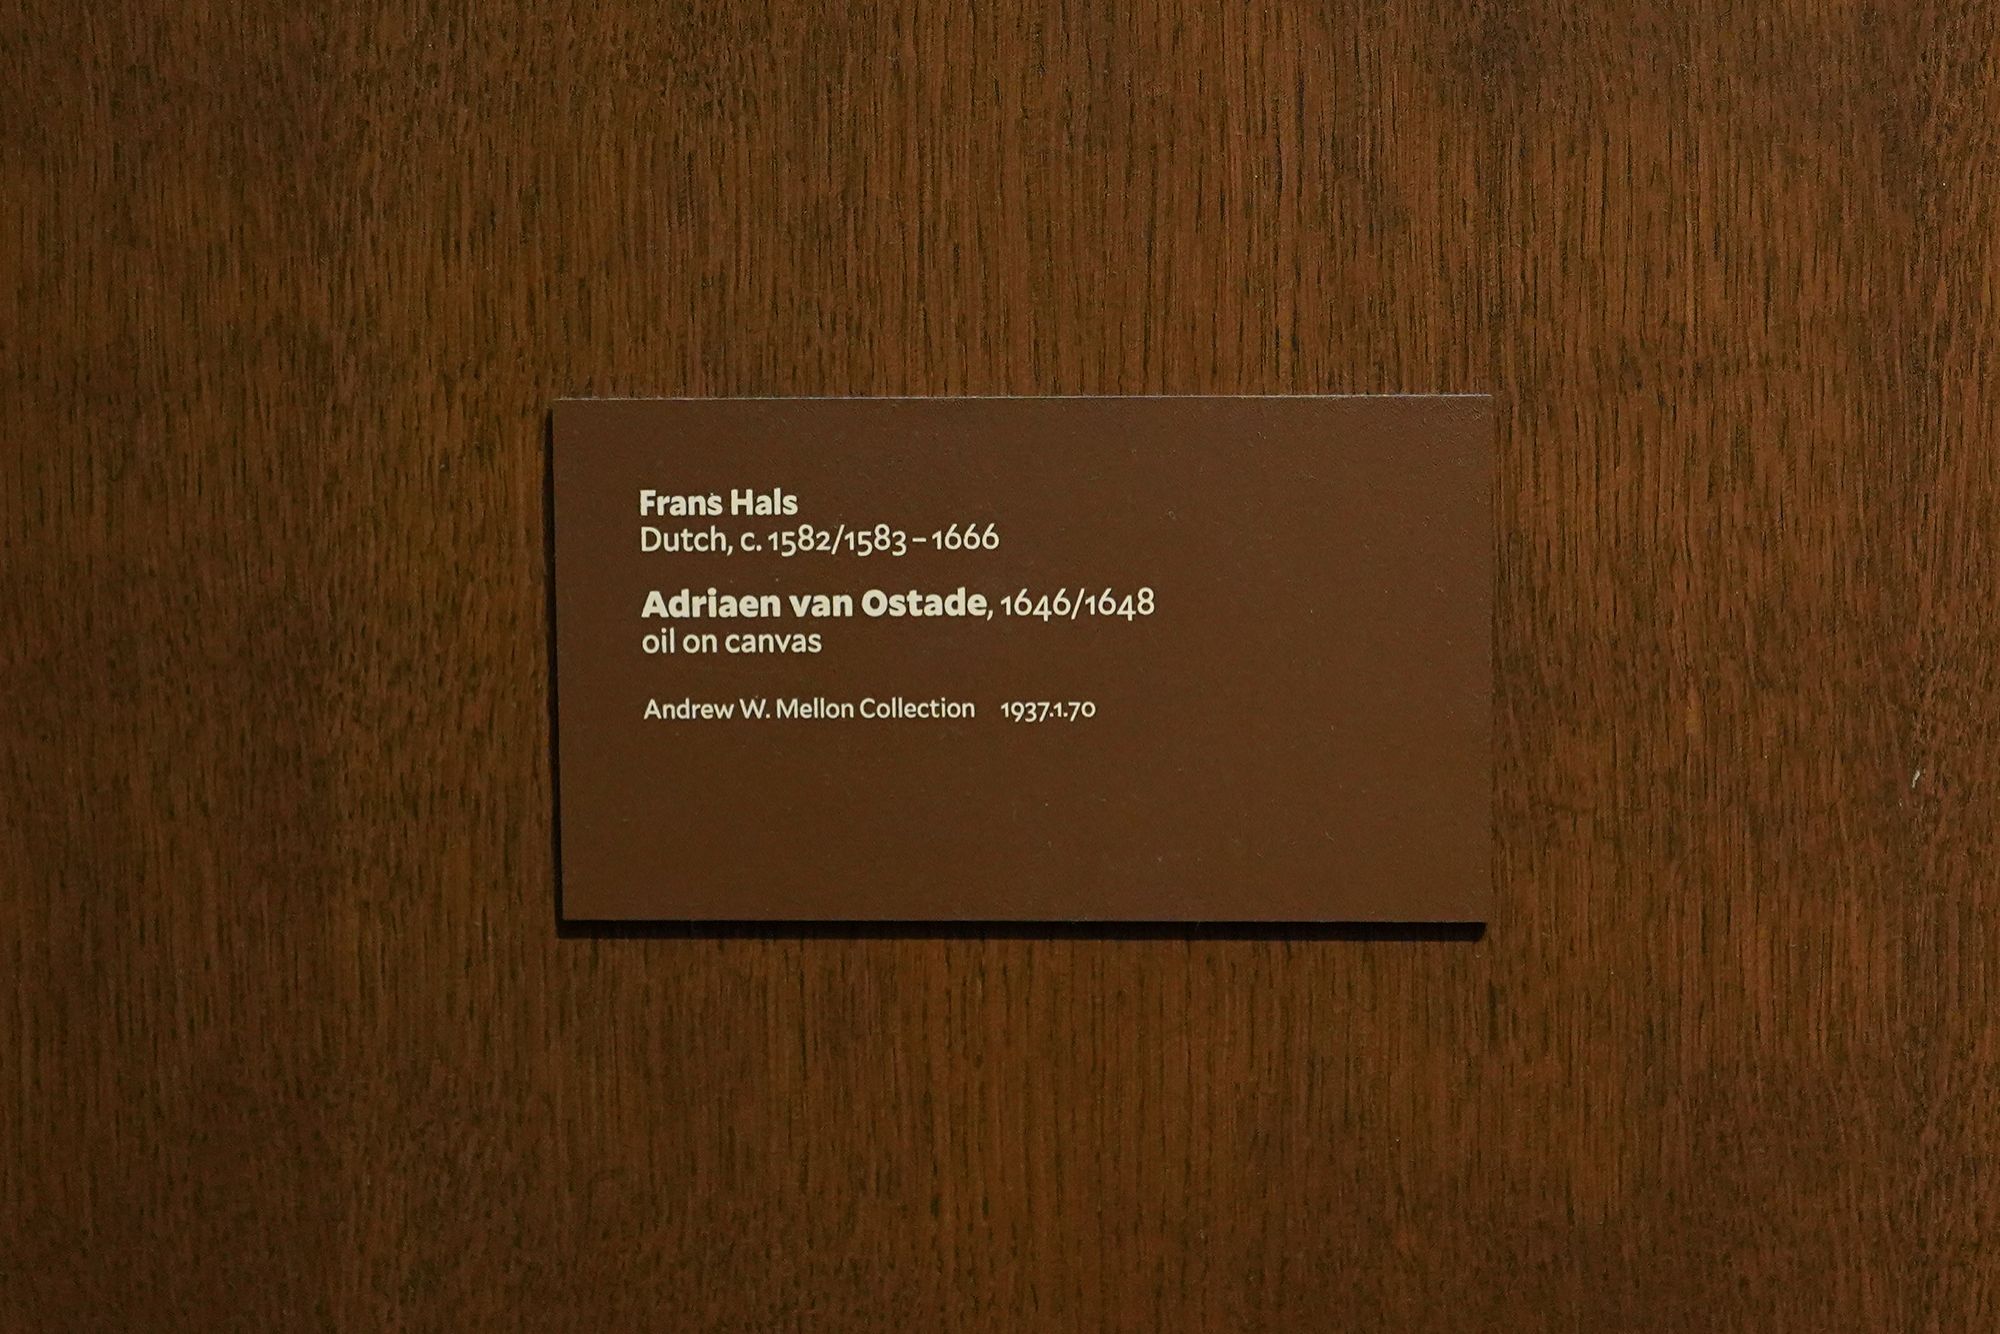 Frans Hals
Dutch, c. 1582/1583 – 1666
Adriaen van Ostade, 1646/1648
oil on canvas
Andrew W. Mellon Collection 1937.1.70